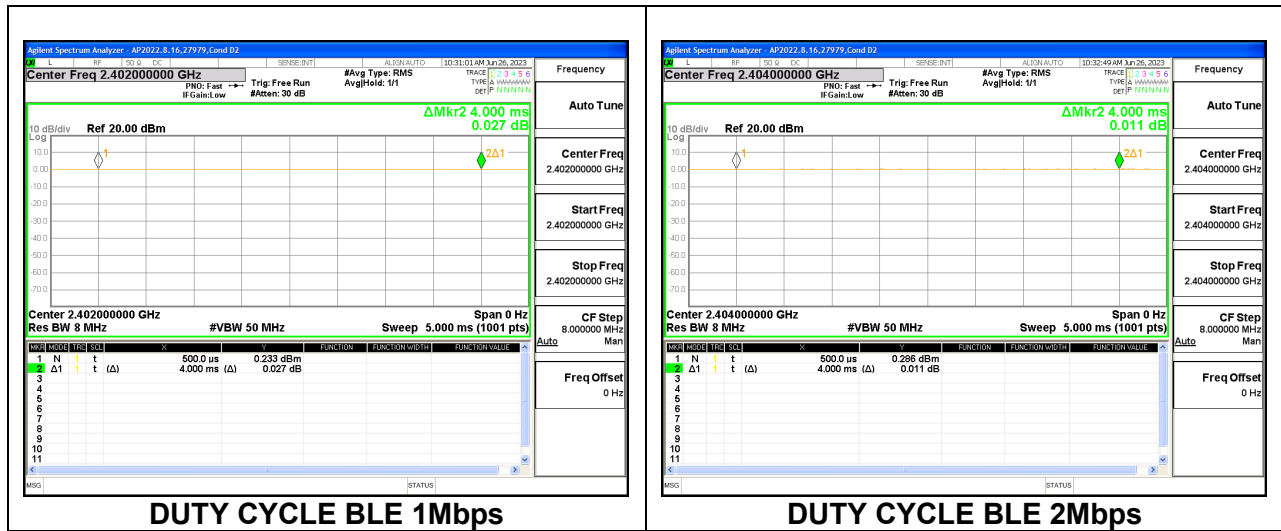 Agilent Spectrum Analyzer - AP2022.8.16,27979,Cond D2
L RF 50 Ω DC SENSE:INT ALIGN AUTO 10:31:01 AM Jun 26, 2023
Center Freq 2.402000000 GHz
PNO: Fast
IFGain:Low
Trig: Free Run
#Atten: 30 dB
#Avg Type: RMS
Avg|Hold: 1/1
TRACE 1 2 3 4 5 6
TYPE A WWWWW
DET P N N N N N
ΔMkr2 4.000 ms
0.027 dB
10 dB/div Ref 20.00 dBm
Log
10.0
0.00
-10.0
-20.0
-30.0
-40.0
-50.0
-60.0
-70.0
1
2Δ1
Center 2.402000000 GHz Span 0 Hz
Res BW 8 MHz #VBW 50 MHz Sweep 5.000 ms (1001 pts)
MKR MODE TRC SCL X Y FUNCTION FUNCTION WIDTH FUNCTION VALUE
1 N 1 t 500.0 µs 0.233 dBm
2 Δ1 1 t (Δ) 4.000 ms (Δ) 0.027 dB
3
4
5
6
7
8
9
10
11
MSG STATUS
Frequency
Auto Tune
Center Freq
2.402000000 GHz
Start Freq
2.402000000 GHz
Stop Freq
2.402000000 GHz
CF Step
8.000000 MHz
Auto Man
Freq Offset
0 Hz
DUTY CYCLE BLE 1Mbps
Agilent Spectrum Analyzer - AP2022.8.16,27979,Cond D2
L RF 50 Ω DC SENSE:INT ALIGN AUTO 10:32:49 AM Jun 26, 2023
Center Freq 2.404000000 GHz
PNO: Fast
IFGain:Low
Trig: Free Run
#Atten: 30 dB
#Avg Type: RMS
Avg|Hold: 1/1
TRACE 1 2 3 4 5 6
TYPE A WWWWW
DET P N N N N N
ΔMkr2 4.000 ms
0.011 dB
10 dB/div Ref 20.00 dBm
Log
10.0
0.00
-10.0
-20.0
-30.0
-40.0
-50.0
-60.0
-70.0
1
2Δ1
Center 2.404000000 GHz Span 0 Hz
Res BW 8 MHz #VBW 50 MHz Sweep 5.000 ms (1001 pts)
MKR MODE TRC SCL X Y FUNCTION FUNCTION WIDTH FUNCTION VALUE
1 N 1 t 500.0 µs 0.286 dBm
2 Δ1 1 t (Δ) 4.000 ms (Δ) 0.011 dB
3
4
5
6
7
8
9
10
11
MSG STATUS
Frequency
Auto Tune
Center Freq
2.404000000 GHz
Start Freq
2.404000000 GHz
Stop Freq
2.404000000 GHz
CF Step
8.000000 MHz
Auto Man
Freq Offset
0 Hz
DUTY CYCLE BLE 2Mbps